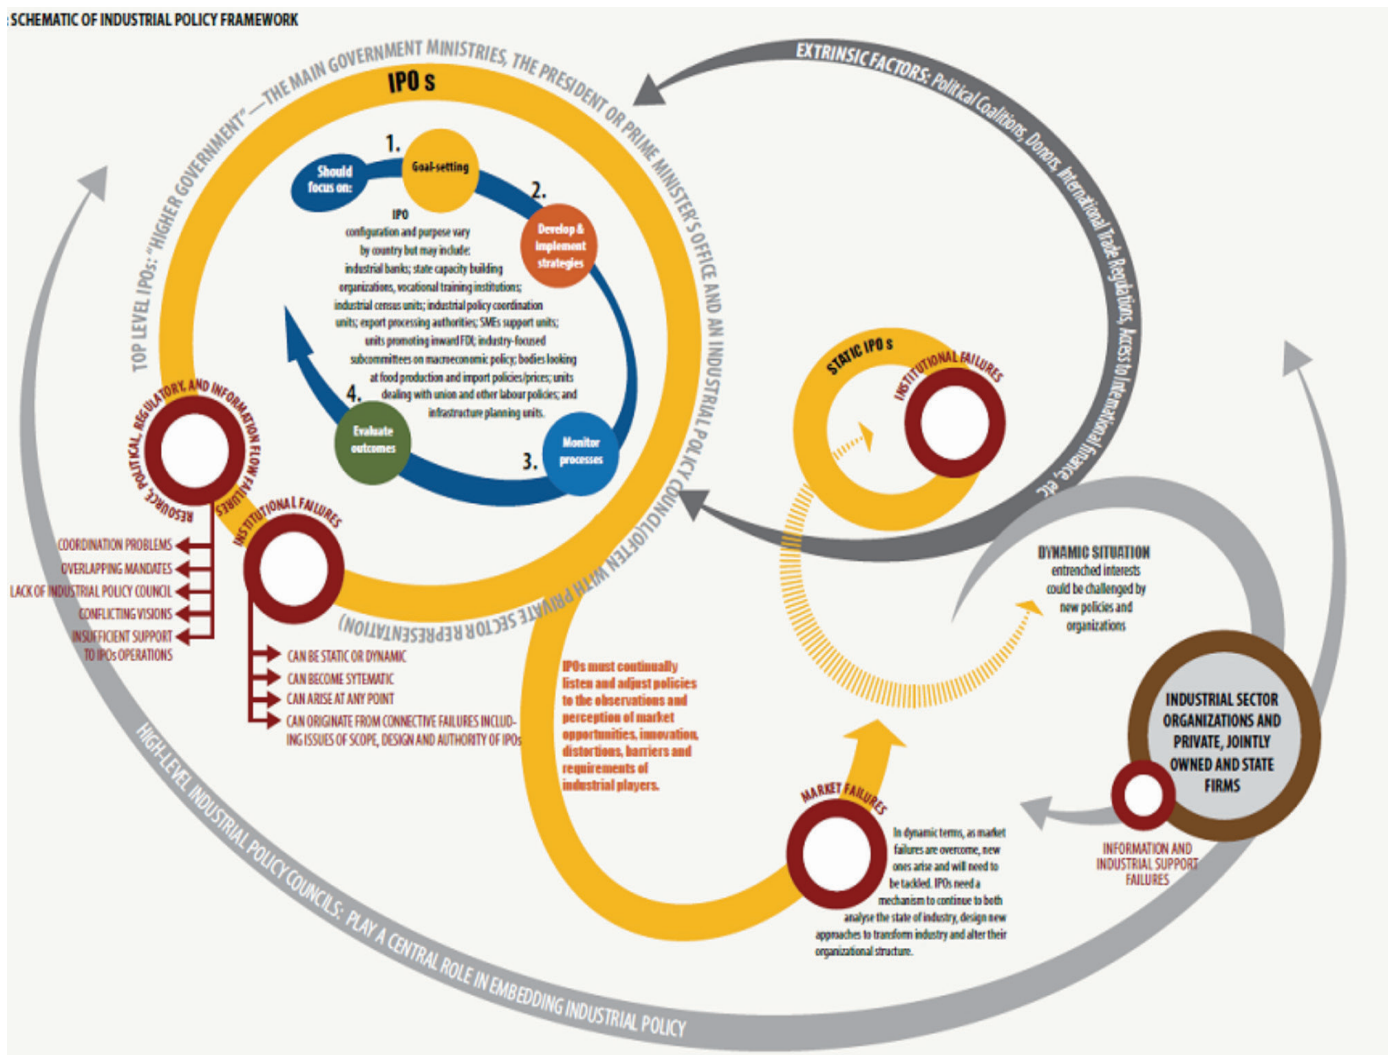 : SCHEMATIC OF INDUSTRIAL POLICY FRAMEWORK
TOP LEVEL IPOs: "HIGHER GOVERNMENT"—THE MAIN GOVERNMENT MINISTRIES, THE PRESIDENT OR PRIME MINISTER'S OFFICE AND AN INDUSTRIAL POLICY COUNCIL(OFTEN WITH PRIVATE SECTOR REPRESENTATION)
IPO s
Should
focus on:
1.
Goal-setting
2.
Develop &
implement
strategies
3.
Monitor
processes
4.
Evaluate
outcomes
IPO
configuration and purpose vary
by country but may include:
industrial banks; state capacity building
organizations, vocational training institutions;
industrial census units; industrial policy coordination
units; export processing authorities; SMEs support units;
units promoting inward FDI; industry-focused
subcommittees on macroeconomic policy; bodies looking
at food production and import policies/prices; units
dealing with union and other labour policies; and
infrastructure planning units.
EXTRINSIC FACTORS: Political Coalitions, Donors, International Trade Regulations, Access to International finance, etc.
STATIC IPO s
INSTITUTIONAL FAILURES
RESOURCE, POLITICAL, REGULATORY, AND INFORMATION FLOW FAILURES
COORDINATION PROBLEMS
OVERLAPPING MANDATES
LACK OF INDUSTRIAL POLICY COUNCIL
CONFLICTING VISIONS
INSUFFICIENT SUPPORT
TO IPOs OPERATIONS
INSTITUTIONAL FAILURES
CAN BE STATIC OR DYNAMIC
CAN BECOME SYTEMATIC
CAN ARISE AT ANY POINT
CAN ORIGINATE FROM CONNECTIVE FAILURES INCLUD-
ING ISSUES OF SCOPE, DESIGN AND AUTHORITY OF IPOs
IPOs must continually
listen and adjust policies
to the observations and
perception of market
opportunities, innovation,
distortions, barriers and
requirements of
industrial players.
DYNAMIC SITUATION
entrenched interests
could be challenged by
new policies and
organizations
MARKET FAILURES
In dynamic terms, as market
failures are overcome, new
ones arise and will need to
be tackled. IPOs need a
mechanism to continue to both
analyse the state of industry, design new
approaches to transform industry and alter their
organizational structure.
INDUSTRIAL SECTOR
ORGANIZATIONS AND
PRIVATE, JOINTLY
OWNED AND STATE
FIRMS
INFORMATION AND
INDUSTRIAL SUPPORT
FAILURES
HIGH-LEVEL INDUSTRIAL POLICY COUNCILS: PLAY A CENTRAL ROLE IN EMBEDDING INDUSTRIAL POLICY